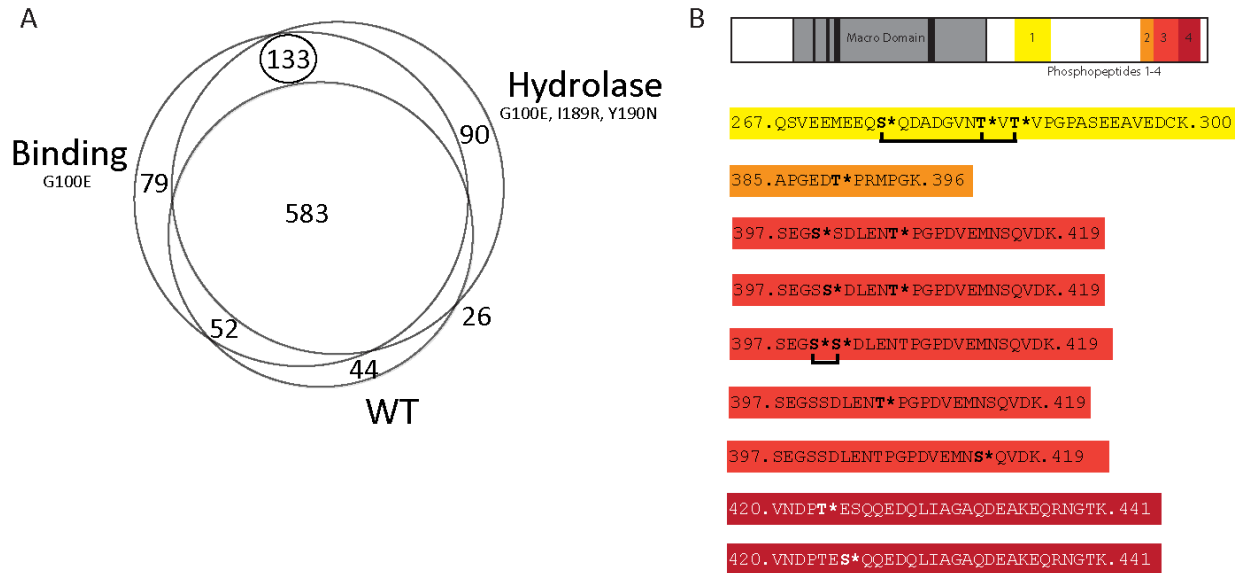 A
133
Hydrolase
G100E, I189R, Y190N
90
Binding
G100E
79
583
52
26
44
WT
B
Macro Domain
1
2
3
4
Phosphopeptides 1-4
267.QSVEEMEEQS*QDADGVNT*VT*VPGPASEEAVEDCK.300
385.APGEDT*PRMPGK.396
397.SEGS*SDLENT*PGPDVEMNSQVDK.419
397.SEGSS*DLENT*PGPDVEMNSQVDK.419
397.SEGS*S*DLENTPGPDVEMNSQVDK.419
397.SEGSSDLENT*PGPDVEMNSQVDK.419
397.SEGSSDLENTPGPDVEMNS*QVDK.419
420.VNDPT*ESQQEDQLIAGAQDEAKEQRNGTK.441
420.VNDPTES*QQEDQLIAGAQDEAKEQRNGTK.441